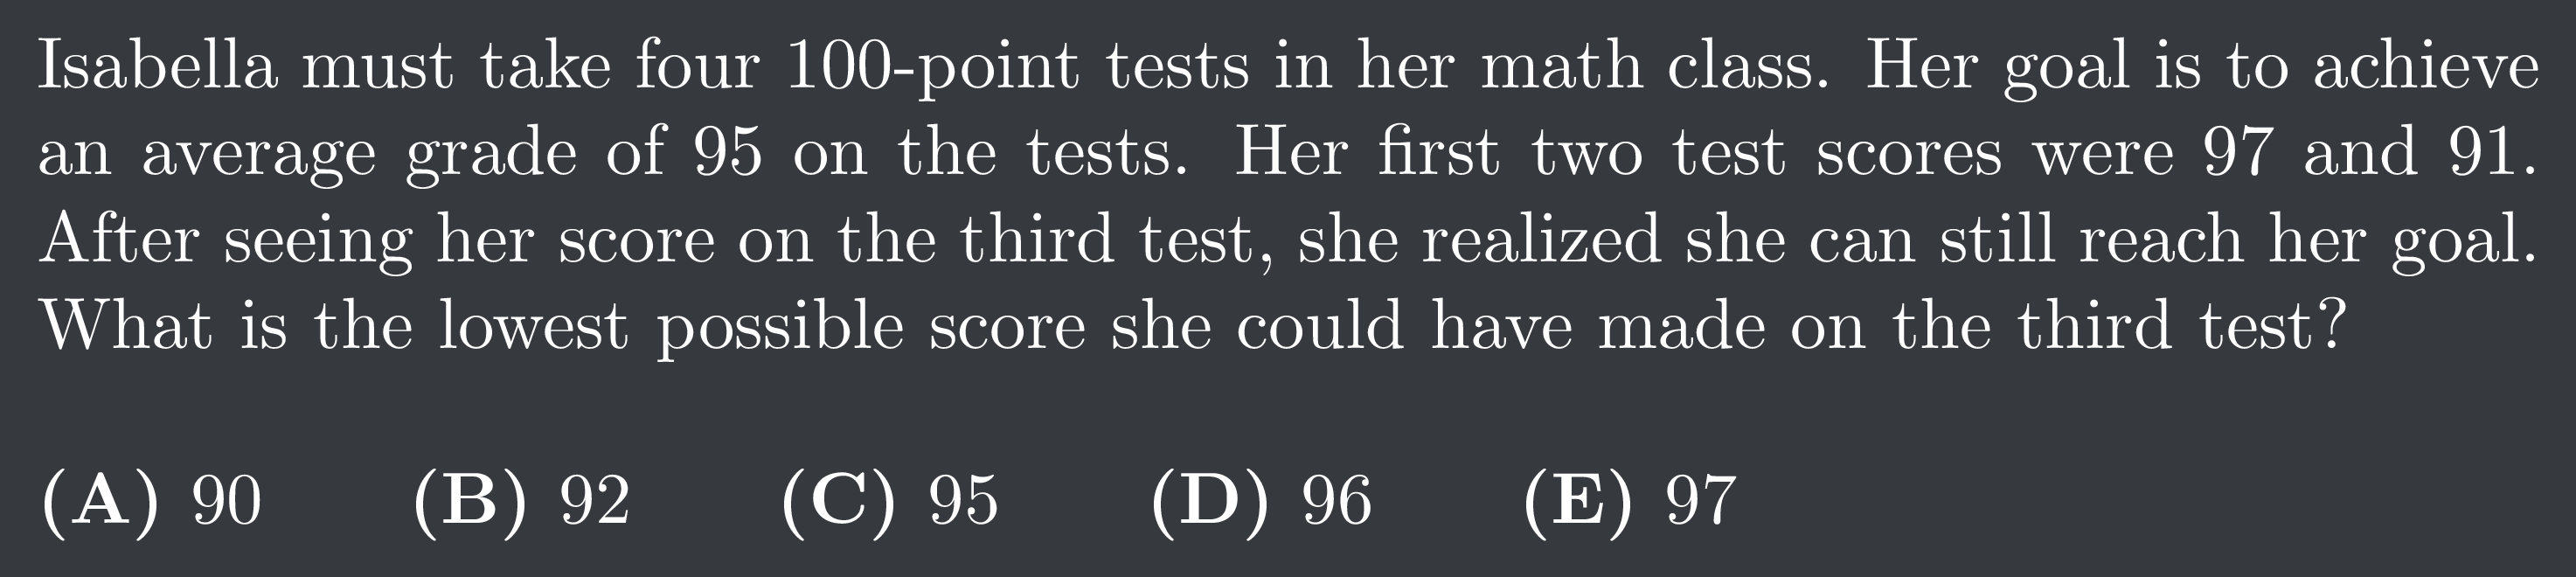 Isabella must take four 100-point tests in her math class. Her goal is to achieve
an average grade of 95 on the tests. Her first two test scores were 97 and 91.
After seeing her score on the third test, she realized she can still reach her goal.
What is the lowest possible score she could have made on the third test?
(A) 90 (B) 92 (C) 95 (D) 96 (E) 97